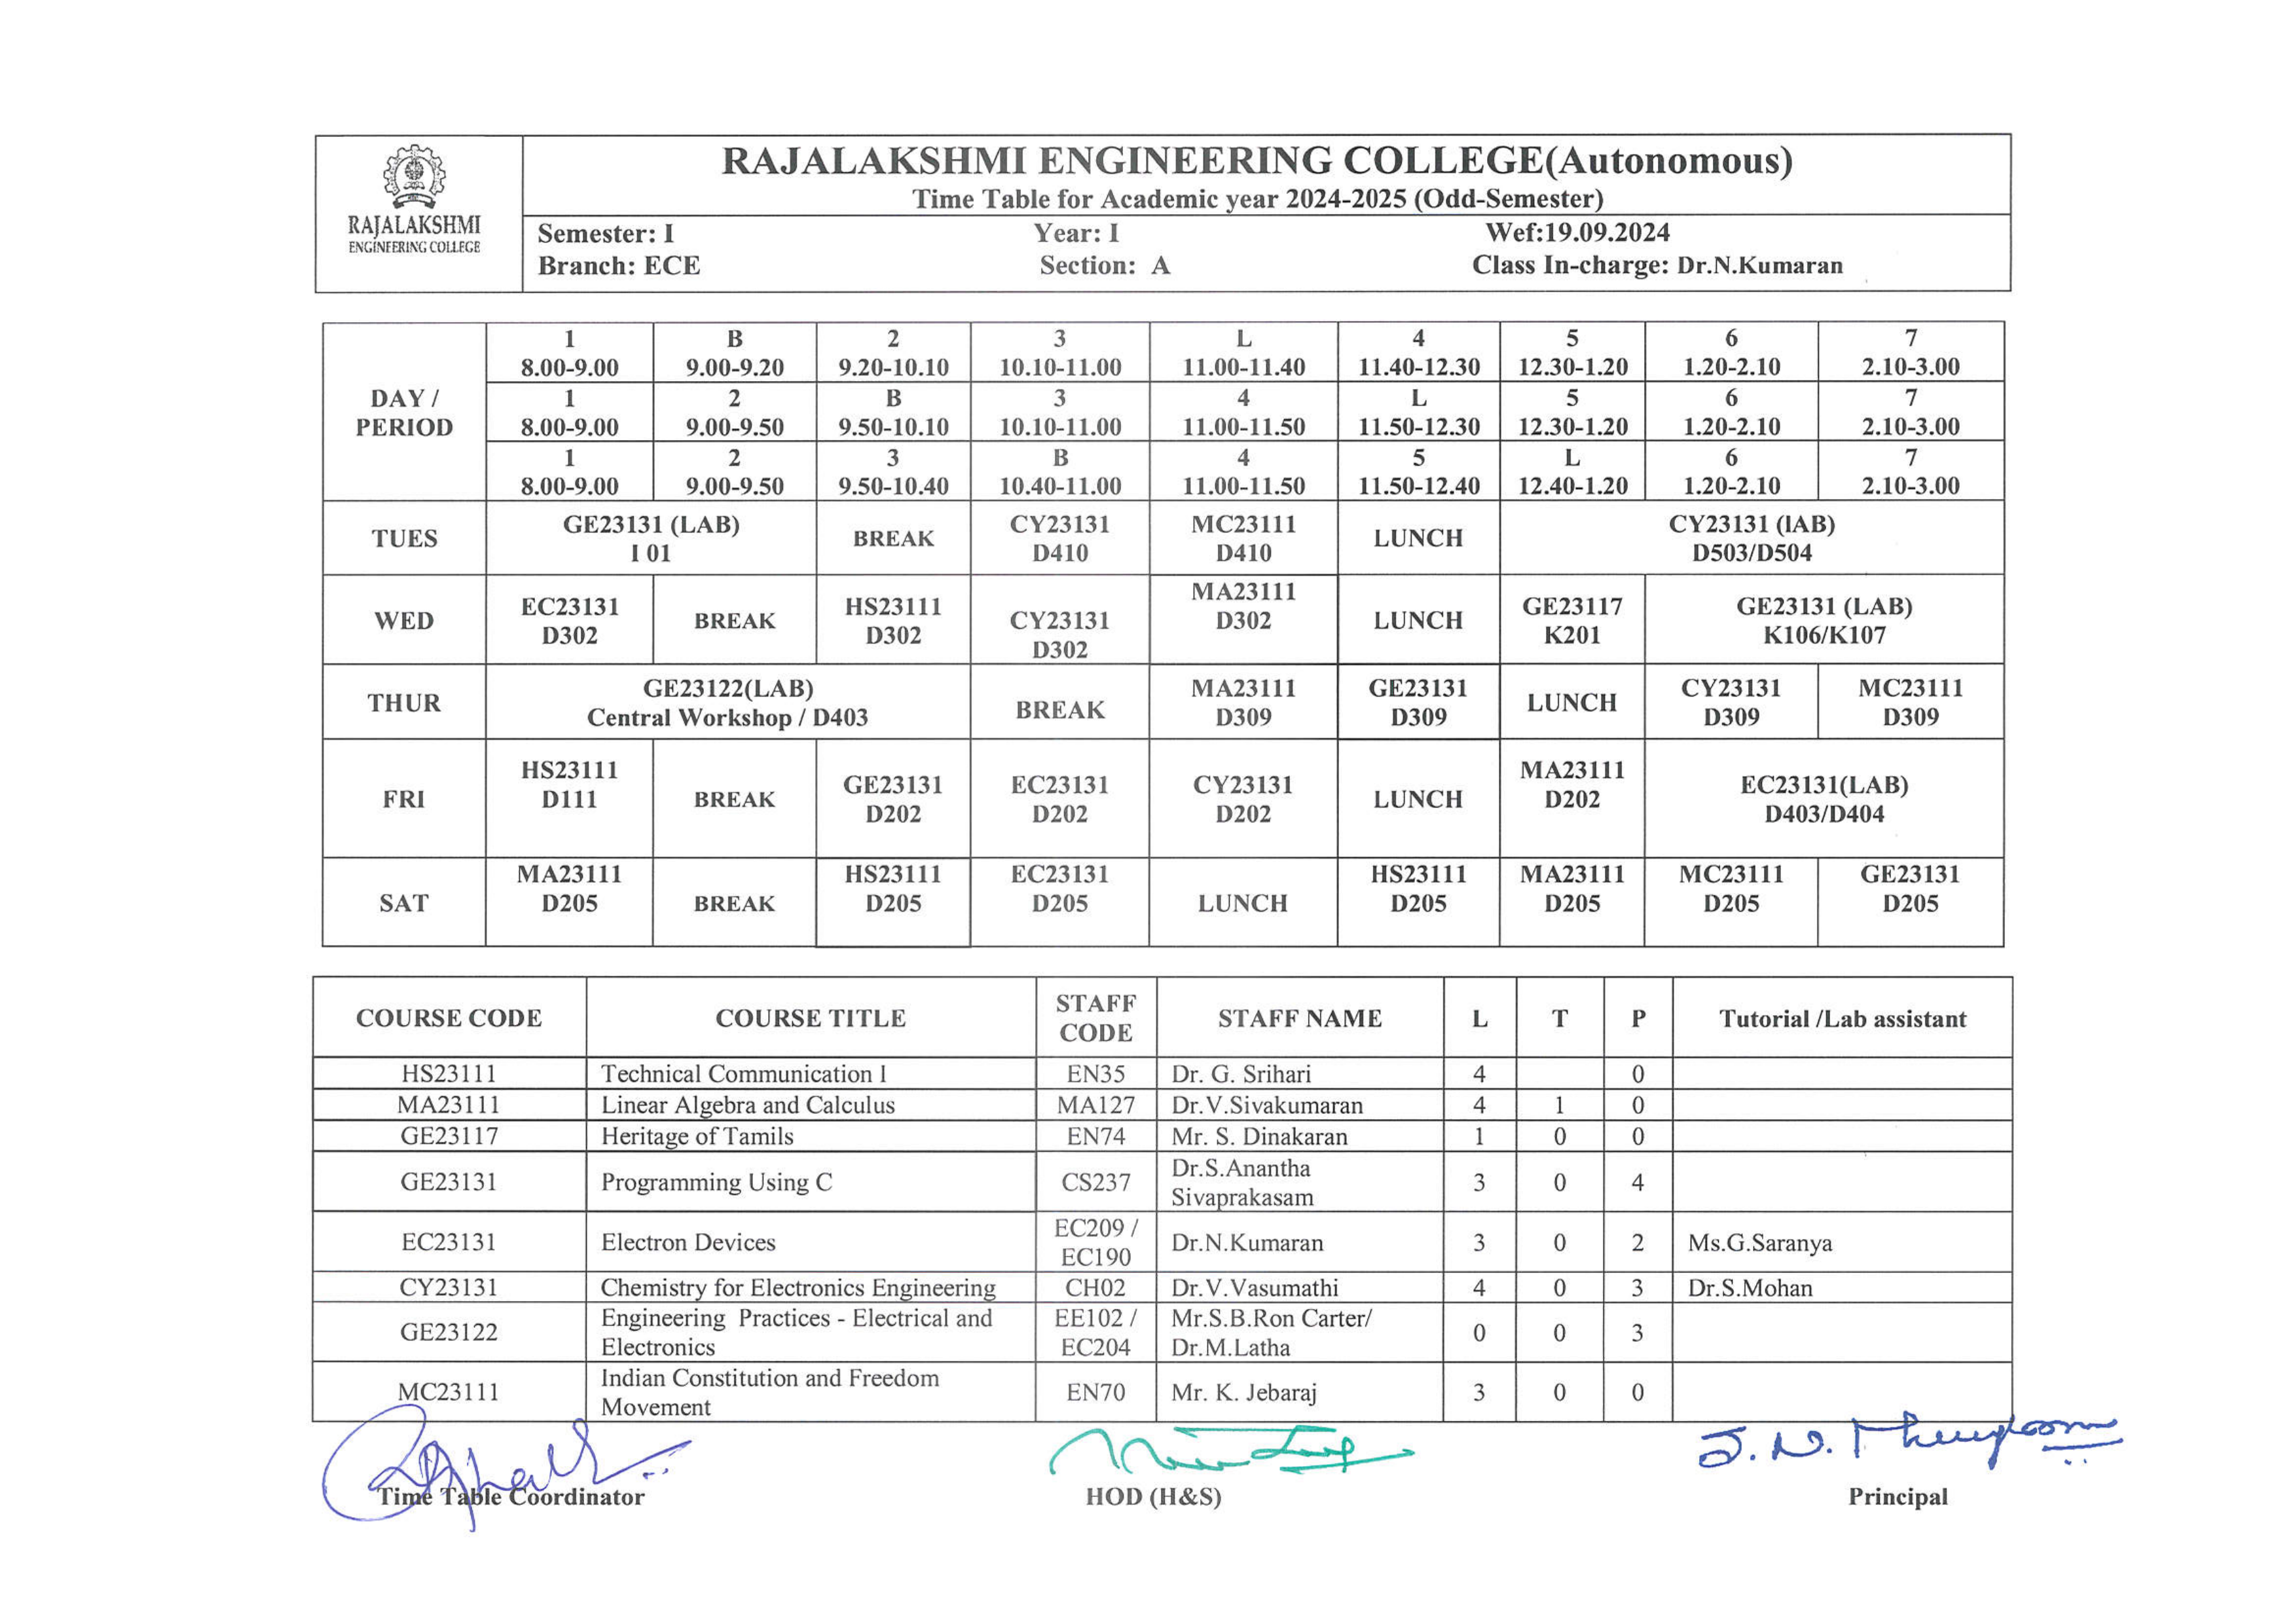 RAJALAKSHMI
ENGINEERING COLLEGE
RAJALAKSHMI ENGINEERING COLLEGE(Autonomous)
Time Table for Academic year 2024-2025 (Odd-Semester)
Semester: I Year: I Wef:19.09.2024
Branch: ECE Section: A Class In-charge: Dr.N.Kumaran
DAY / PERIOD
1 B 2 3 L 4 5 6 7
8.00-9.00 9.00-9.20 9.20-10.10 10.10-11.00 11.00-11.40 11.40-12.30 12.30-1.20 1.20-2.10 2.10-3.00
1 2 B 3 4 L 5 6 7
8.00-9.00 9.00-9.50 9.50-10.10 10.10-11.00 11.00-11.50 11.50-12.30 12.30-1.20 1.20-2.10 2.10-3.00
1 2 3 B 4 5 L 6 7
8.00-9.00 9.00-9.50 9.50-10.40 10.40-11.00 11.00-11.50 11.50-12.40 12.40-1.20 1.20-2.10 2.10-3.00
TUES GE23131 (LAB) I 01 BREAK CY23131 D410 MC23111 D410 LUNCH CY23131 (lAB) D503/D504
WED EC23131 D302 BREAK HS23111 D302 CY23131 D302 MA23111 D302 LUNCH GE23117 K201 GE23131 (LAB) K106/K107
THUR GE23122(LAB) Central Workshop / D403 BREAK MA23111 D309 GE23131 D309 LUNCH CY23131 D309 MC23111 D309
FRI HS23111 D111 BREAK GE23131 D202 EC23131 D202 CY23131 D202 LUNCH MA23111 D202 EC23131(LAB) D403/D404
SAT MA23111 D205 BREAK HS23111 D205 EC23131 D205 LUNCH HS23111 D205 MA23111 D205 MC23111 D205 GE23131 D205
COURSE CODE COURSE TITLE STAFF CODE STAFF NAME L T P Tutorial /Lab assistant
HS23111 Technical Communication I EN35 Dr. G. Srihari 4 0
MA23111 Linear Algebra and Calculus MA127 Dr.V.Sivakumaran 4 1 0
GE23117 Heritage of Tamils EN74 Mr. S. Dinakaran 1 0 0
GE23131 Programming Using C CS237 Dr.S.Anantha Sivaprakasam 3 0 4
EC23131 Electron Devices EC209 / EC190 Dr.N.Kumaran 3 0 2 Ms.G.Saranya
CY23131 Chemistry for Electronics Engineering CH02 Dr.V.Vasumathi 4 0 3 Dr.S.Mohan
GE23122 Engineering Practices - Electrical and Electronics EE102 / EC204 Mr.S.B.Ron Carter/ Dr.M.Latha 0 0 3
MC23111 Indian Constitution and Freedom Movement EN70 Mr. K. Jebaraj 3 0 0
Time Table Coordinator HOD (H&S) Principal